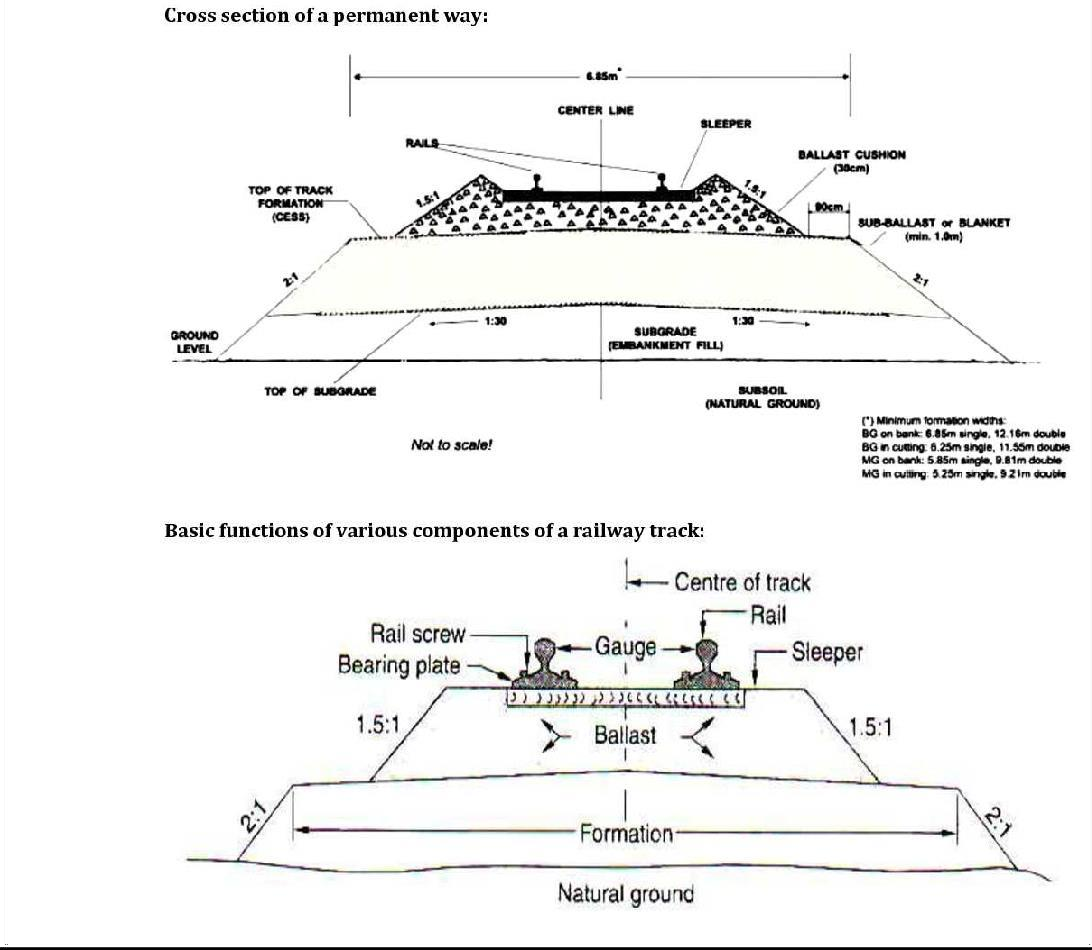 Cross section of a permanent way:
6.85m*
CENTER LINE
SLEEPER
RAILS
BALLAST CUSHION
(30cm)
1.5:1
1.5:1
TOP OF TRACK
FORMATION
(CESS)
90cm
SUB-BALLAST or BLANKET
(min. 1.0m)
2:1
2:1
1:30
1:30
GROUND
LEVEL
SUBGRADE
(EMBANKMENT FILL)
TOP OF SUBGRADE
SUBSOIL
(NATURAL GROUND)
(*) Minimum formation widths:
BG on bank: 6.85m single, 12.16m double
BG in cutting: 6.25m single, 11.55m double
MG on bank: 5.85m single, 9.81m double
MG in cutting: 5.25m single, 9.21m double
Not to scale!
Basic functions of various components of a railway track:
Centre of track
Rail
Rail screw
Gauge
Sleeper
Bearing plate
1.5:1
Ballast
1.5:1
2:1
Formation
2:1
Natural ground